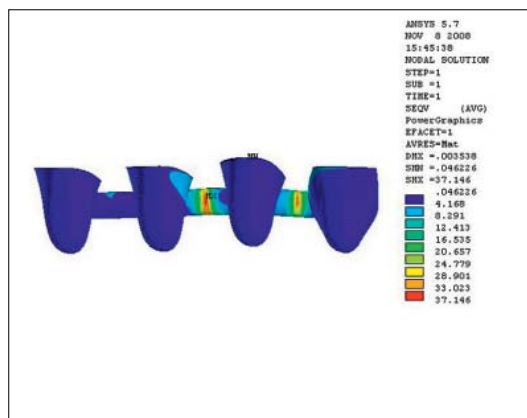 ANSYS 5.7
NOV 8 2008
15:45:38
NODAL SOLUTION
STEP=1
SUB =1
TIME=1
SEQV (AVG)
PowerGraphics
EFACET=1
AVRES=Mat
DMX =.003538
SMN =.046226
SMX =37.146
.046226
4.168
8.291
12.413
16.535
20.657
24.779
28.901
33.023
37.146
MN